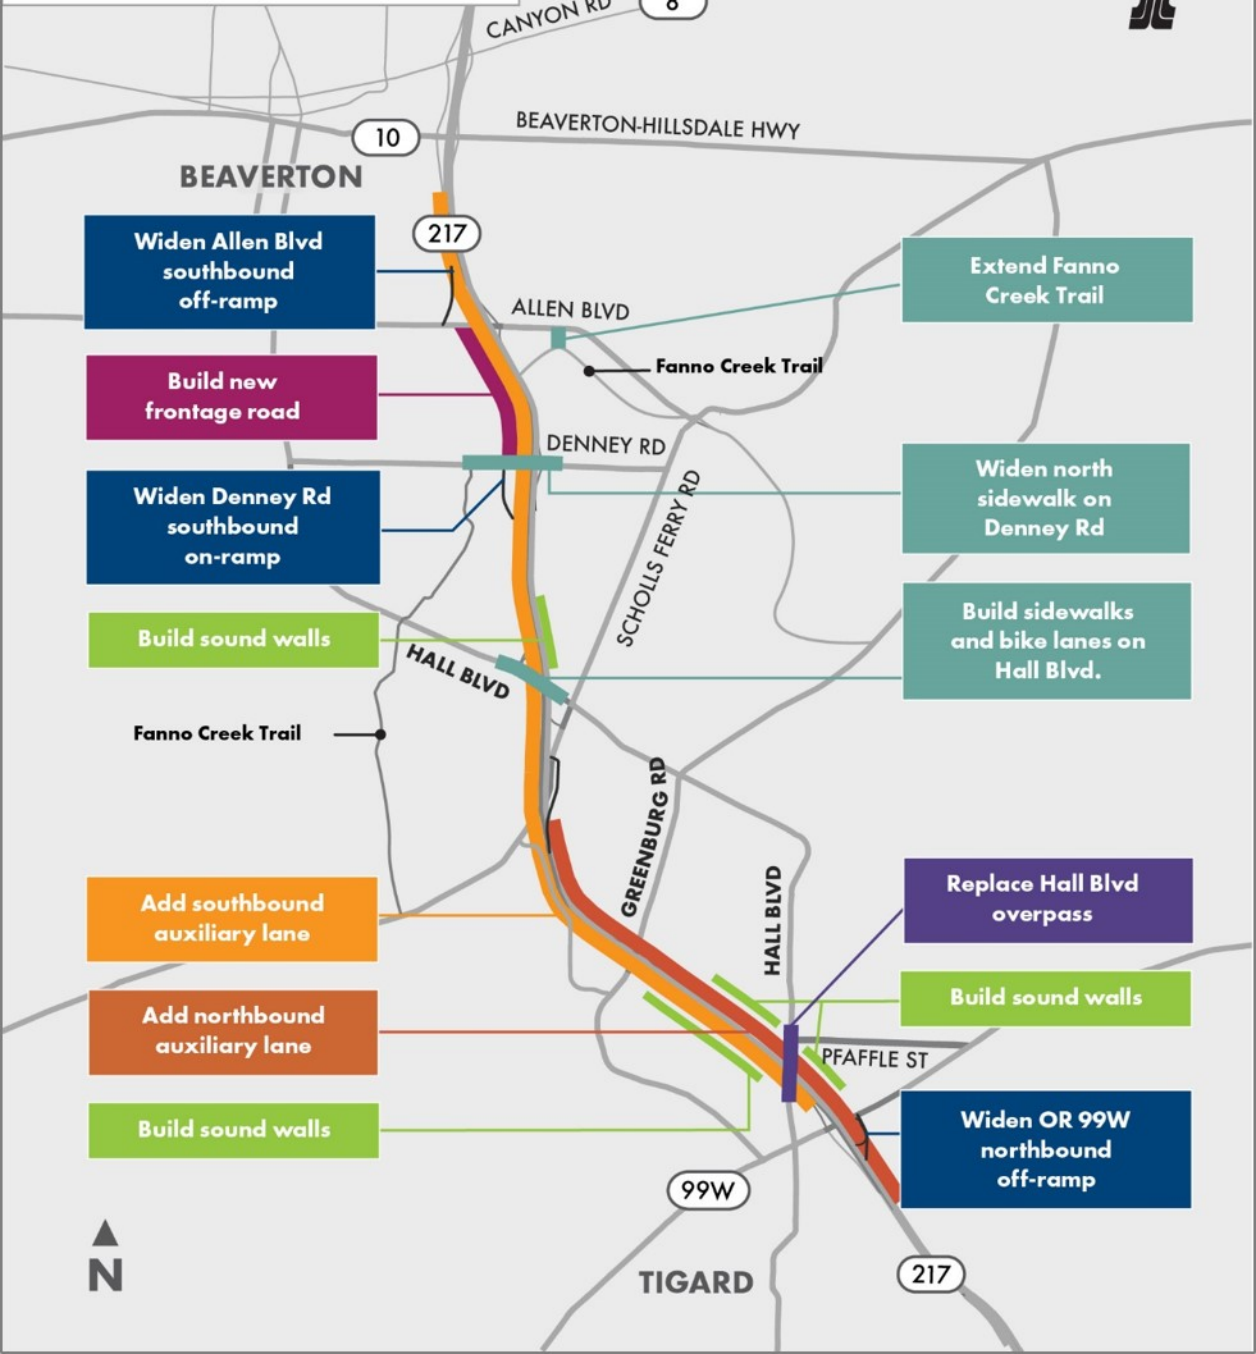 CANYON RD
8
10
BEAVERTON-HILLSDALE HWY
BEAVERTON
217
Widen Allen Blvd
southbound
off-ramp
ALLEN BLVD
Extend Fanno
Creek Trail
Build new
frontage road
Fanno Creek Trail
DENNEY RD
Widen Denney Rd
southbound
on-ramp
SCHOLLS FERRY RD
Widen north
sidewalk on
Denney Rd
Build sound walls
HALL BLVD
Build sidewalks
and bike lanes on
Hall Blvd.
Fanno Creek Trail
GREENBURG RD
Add southbound
auxiliary lane
HALL BLVD
Replace Hall Blvd
overpass
Add northbound
auxiliary lane
Build sound walls
PFAFFLE ST
Build sound walls
Widen OR 99W
northbound
off-ramp
99W
N
TIGARD
217